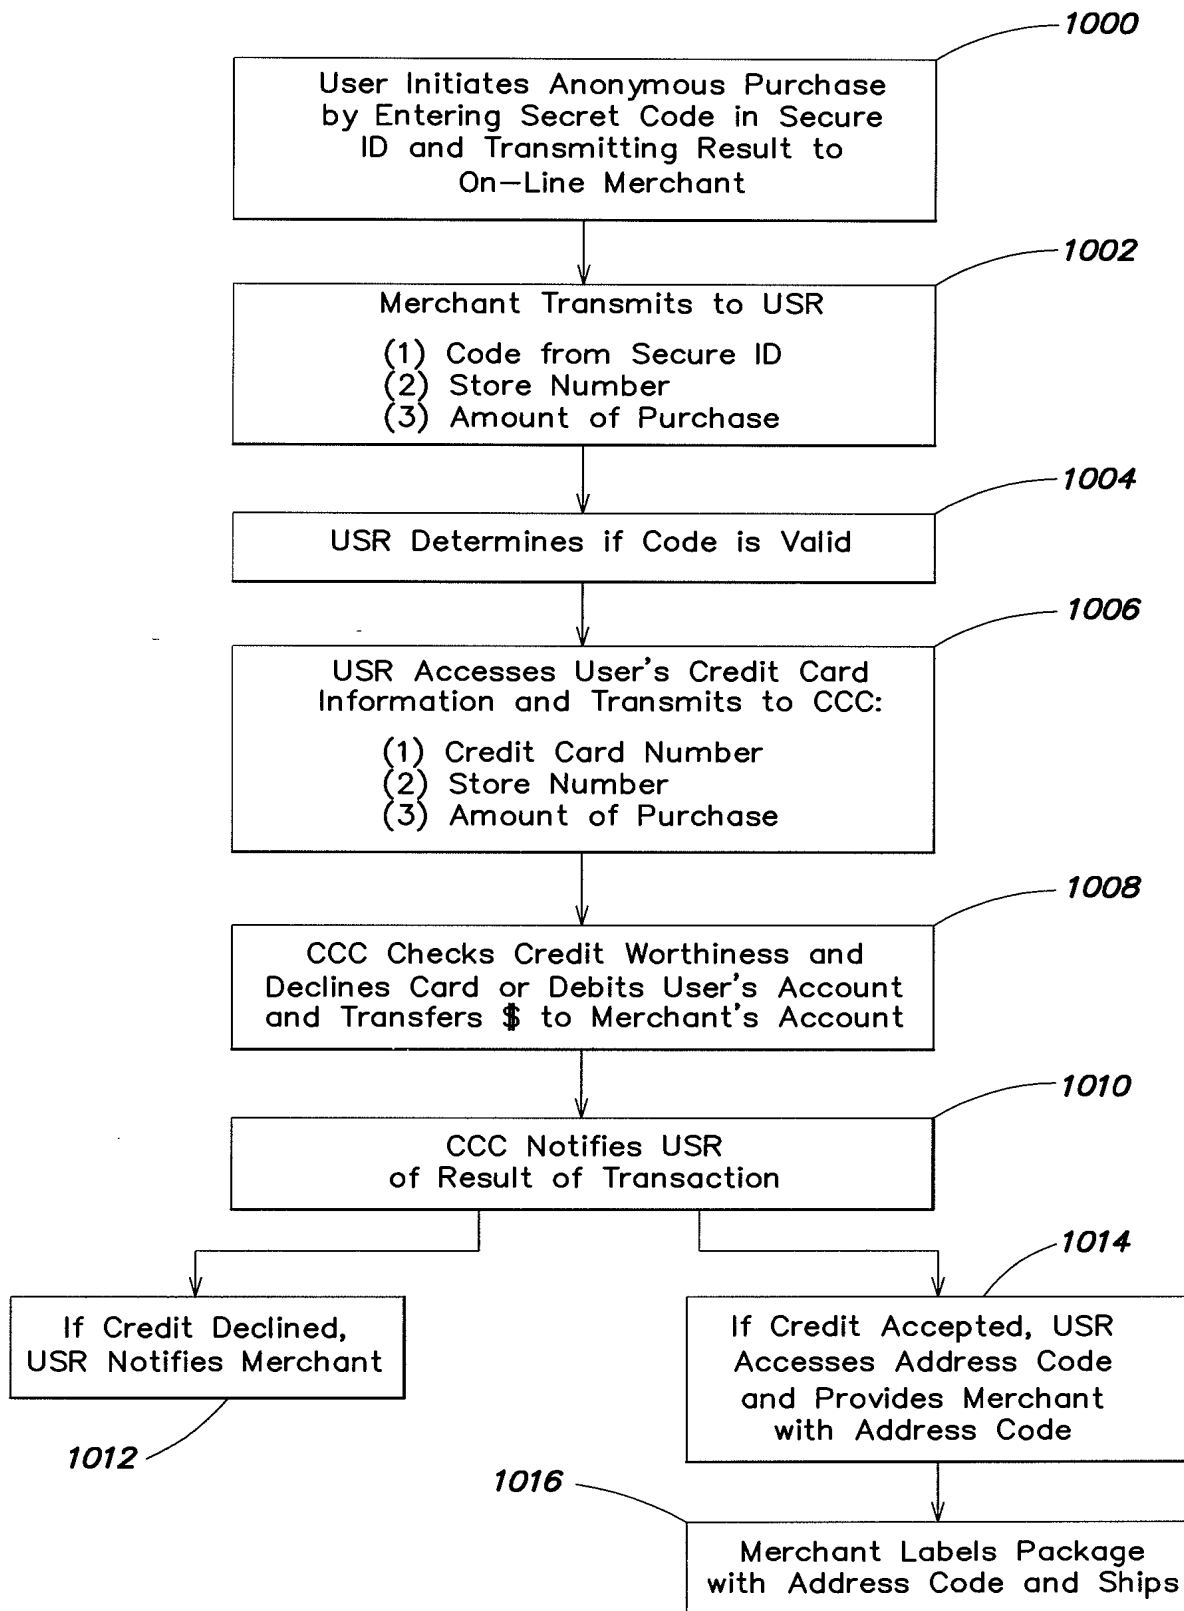 1000
User Initiates Anonymous Purchase
by Entering Secret Code in Secure
ID and Transmitting Result to
On-Line Merchant
1002
Merchant Transmits to USR
(1) Code from Secure ID
(2) Store Number
(3) Amount of Purchase
1004
USR Determines if Code is Valid
1006
USR Accesses User's Credit Card
Information and Transmits to CCC:
(1) Credit Card Number
(2) Store Number
(3) Amount of Purchase
1008
CCC Checks Credit Worthiness and
Declines Card or Debits User's Account
and Transfers $ to Merchant's Account
1010
CCC Notifies USR
of Result of Transaction
1012
If Credit Declined,
USR Notifies Merchant
1014
If Credit Accepted, USR
Accesses Address Code
and Provides Merchant
with Address Code
1016
Merchant Labels Package
with Address Code and Ships